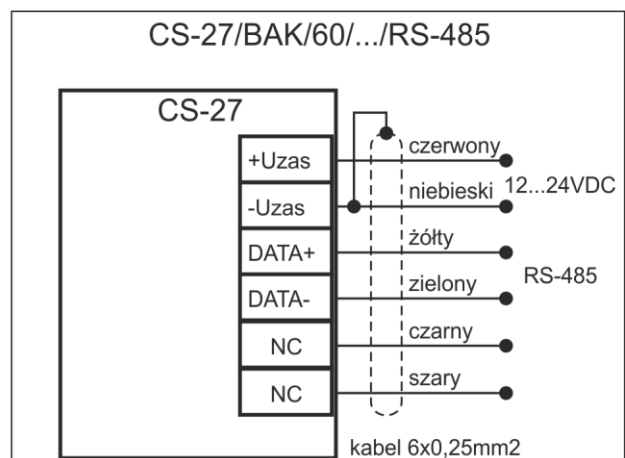 CS-27/BAK/60/.../RS-485
CS-27
+Uzas czerwony
-Uzas niebieski 12...24VDC
DATA+ żółty
DATA- zielony RS-485
NC czarny
NC szary
kabel 6x0,25mm2